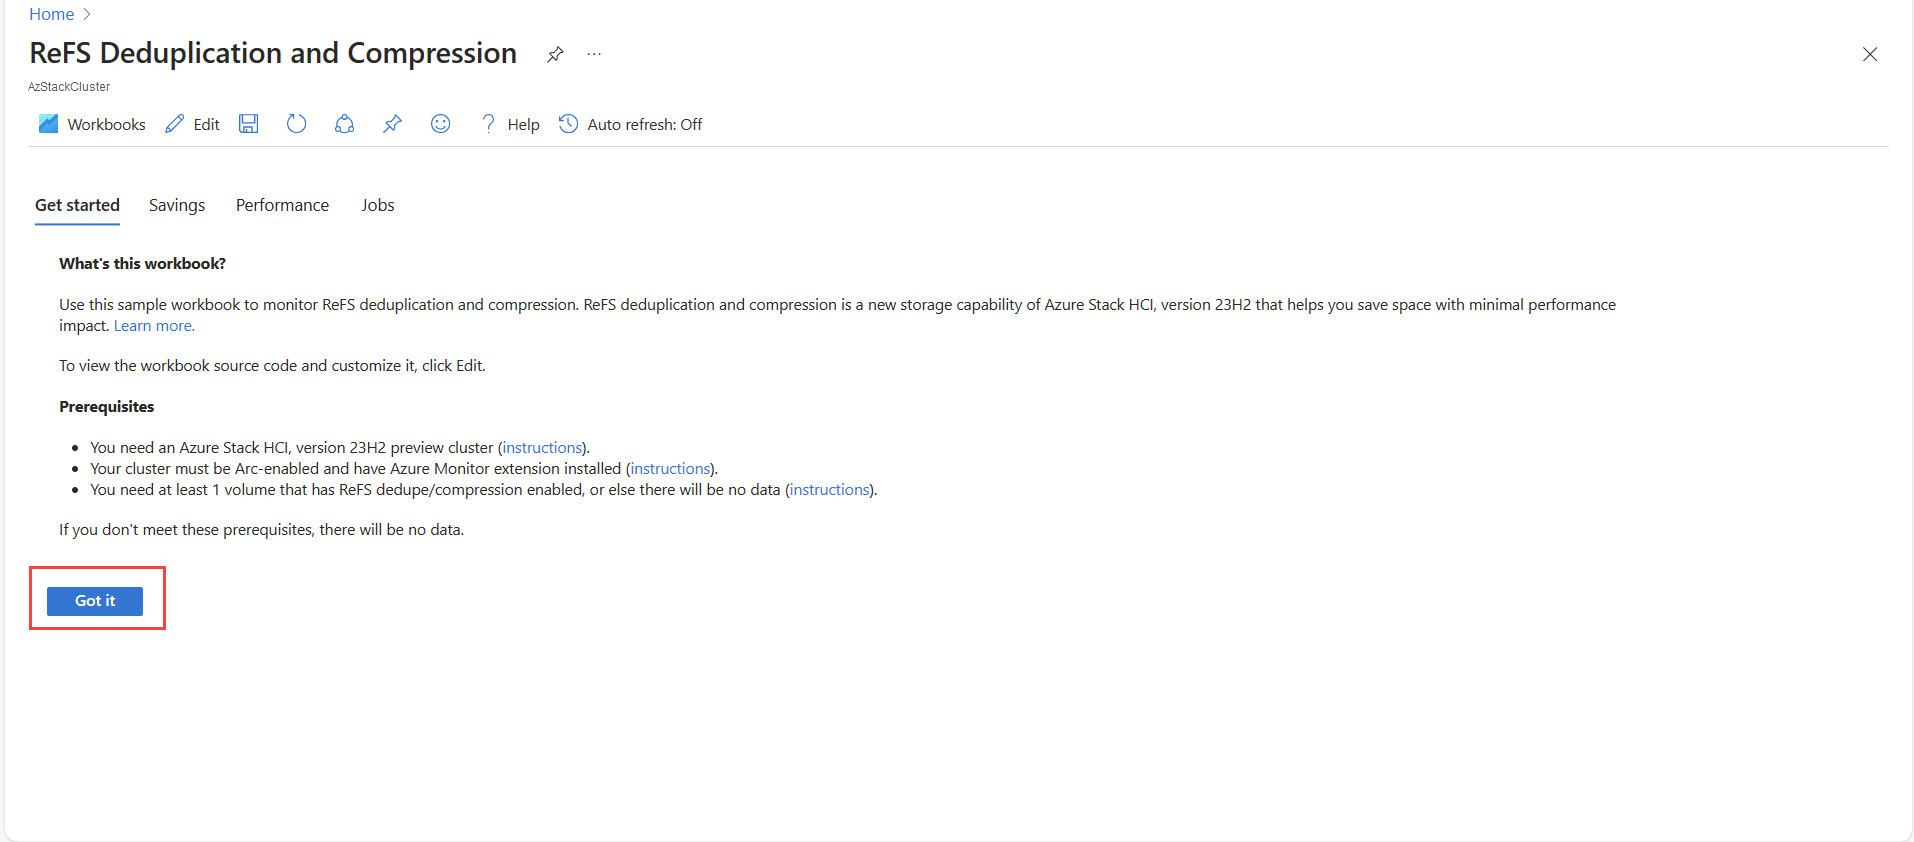 Home
ReFS Deduplication and Compression
AzStackCluster
Workbooks Edit Help Auto refresh: Off
Get started Savings Performance Jobs
What's this workbook?
Use this sample workbook to monitor ReFS deduplication and compression. ReFS deduplication and compression is a new storage capability of Azure Stack HCI, version 23H2 that helps you save space with minimal performance
impact. Learn more.
To view the workbook source code and customize it, click Edit.
Prerequisites
• You need an Azure Stack HCI, version 23H2 preview cluster (instructions).
• Your cluster must be Arc-enabled and have Azure Monitor extension installed (instructions).
• You need at least 1 volume that has ReFS dedupe/compression enabled, or else there will be no data (instructions).
If you don't meet these prerequisites, there will be no data.
Got it